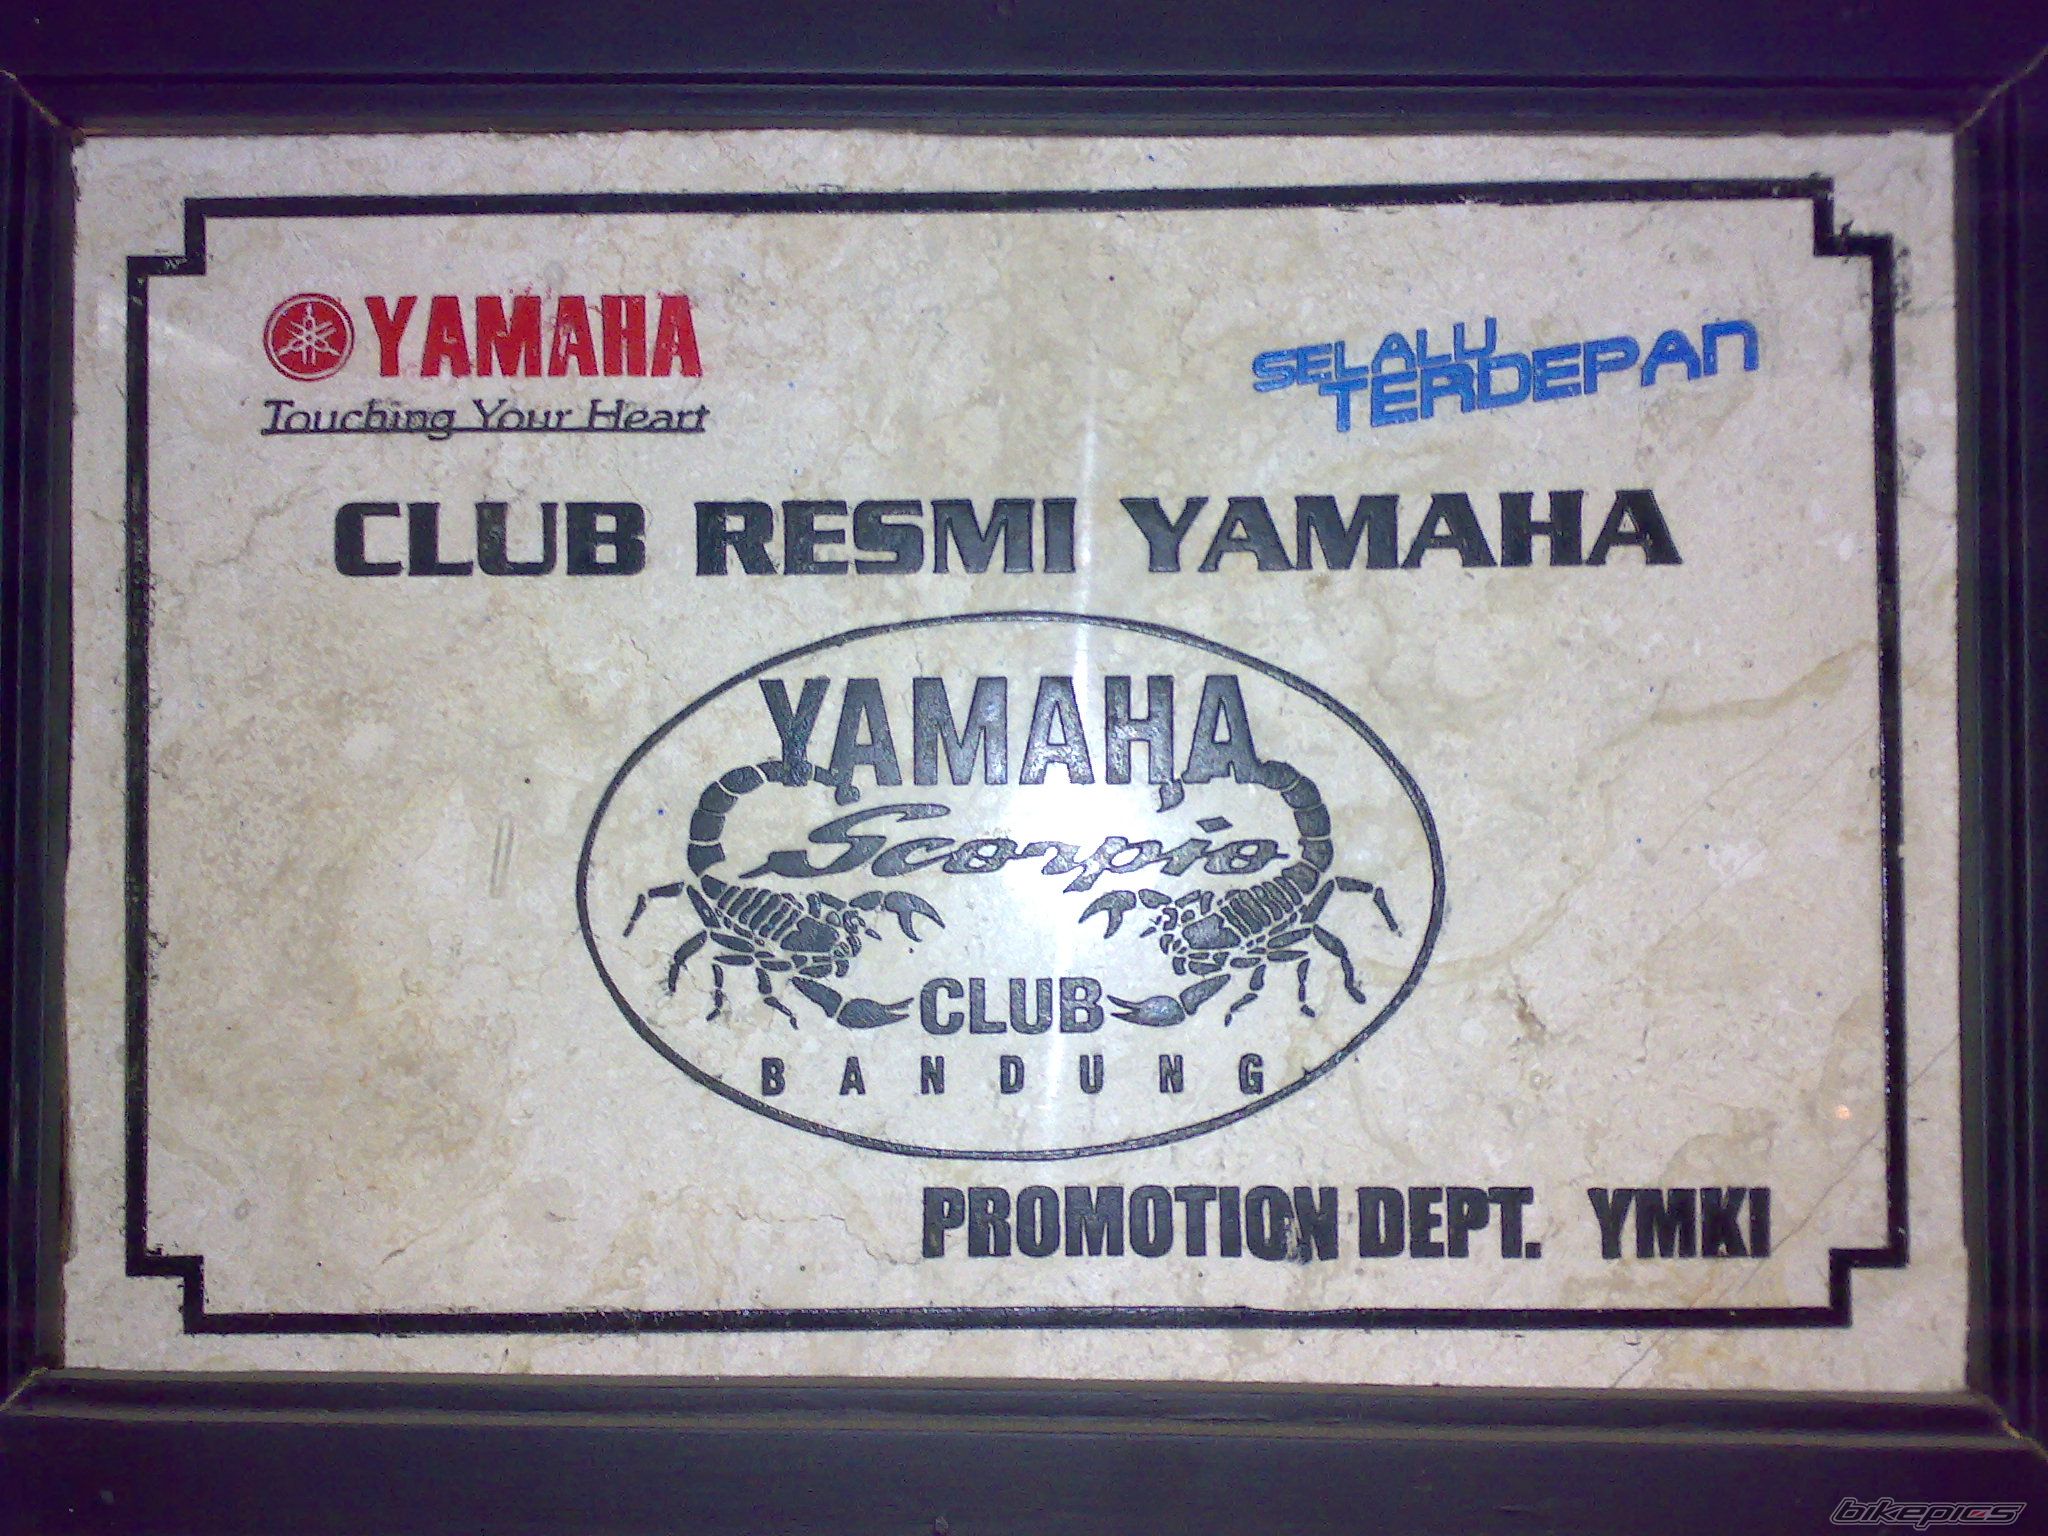 YAMAHA
Touching Your Heart
SELALU
TERDEPAN
CLUB RESMI YAMAHA
YAMAHA
Scorpio
CLUB
BANDUNG
PROMOTION DEPT. YMKI
bikepics